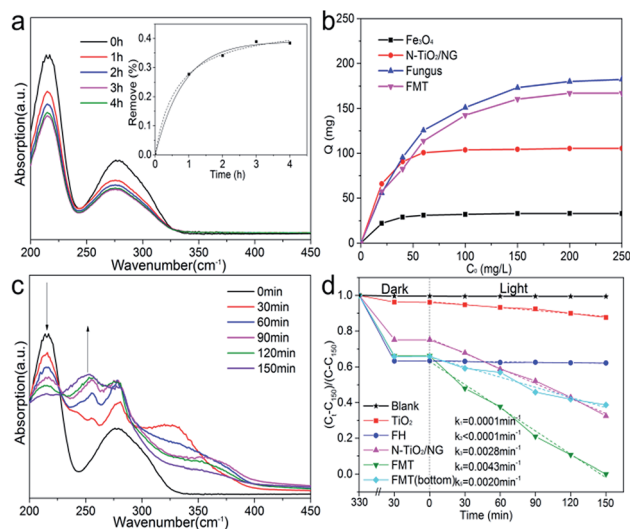 a
Absorption(a.u.)
0h
1h
2h
3h
4h
Remove (%)
0.4
0.3
0.2
0.1
0.0
0 1 2 3 4
Time (h)
200 250 300 350 400 450
Wavenumber(cm⁻¹)
b
Q (mg)
200
150
100
50
0
Fe₃O₄
N-TiO₂/NG
Fungus
FMT
0 50 100 150 200 250
C₀ (mg/L)
c
Absorption(a.u.)
0min
30min
60min
90min
120min
150min
200 250 300 350 400 450
Wavenumber(cm⁻¹)
d
(Cₜ-C₁₅₀)/(C-C₁₅₀)
1.0
0.8
0.6
0.4
0.2
0.0
Dark Light
Blank
TiO₂ k₁=0.0001min⁻¹
FH k₂<0.0001min⁻¹
N-TiO₂/NG k₃=0.0028min⁻¹
FMT k₄=0.0043min⁻¹
FMT(bottom) k₅=0.0020min⁻¹
330 30 0 30 60 90 120 150
Time (min)